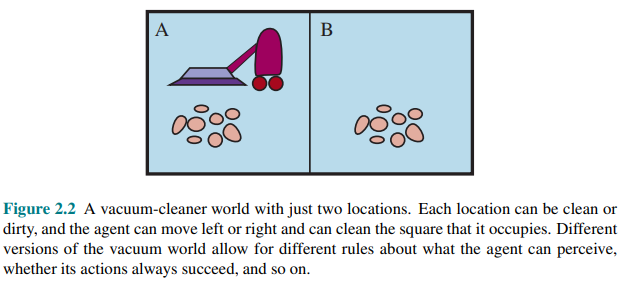 A B
Figure 2.2 A vacuum-cleaner world with just two locations. Each location can be clean or
dirty, and the agent can move left or right and can clean the square that it occupies. Different
versions of the vacuum world allow for different rules about what the agent can perceive,
whether its actions always succeed, and so on.